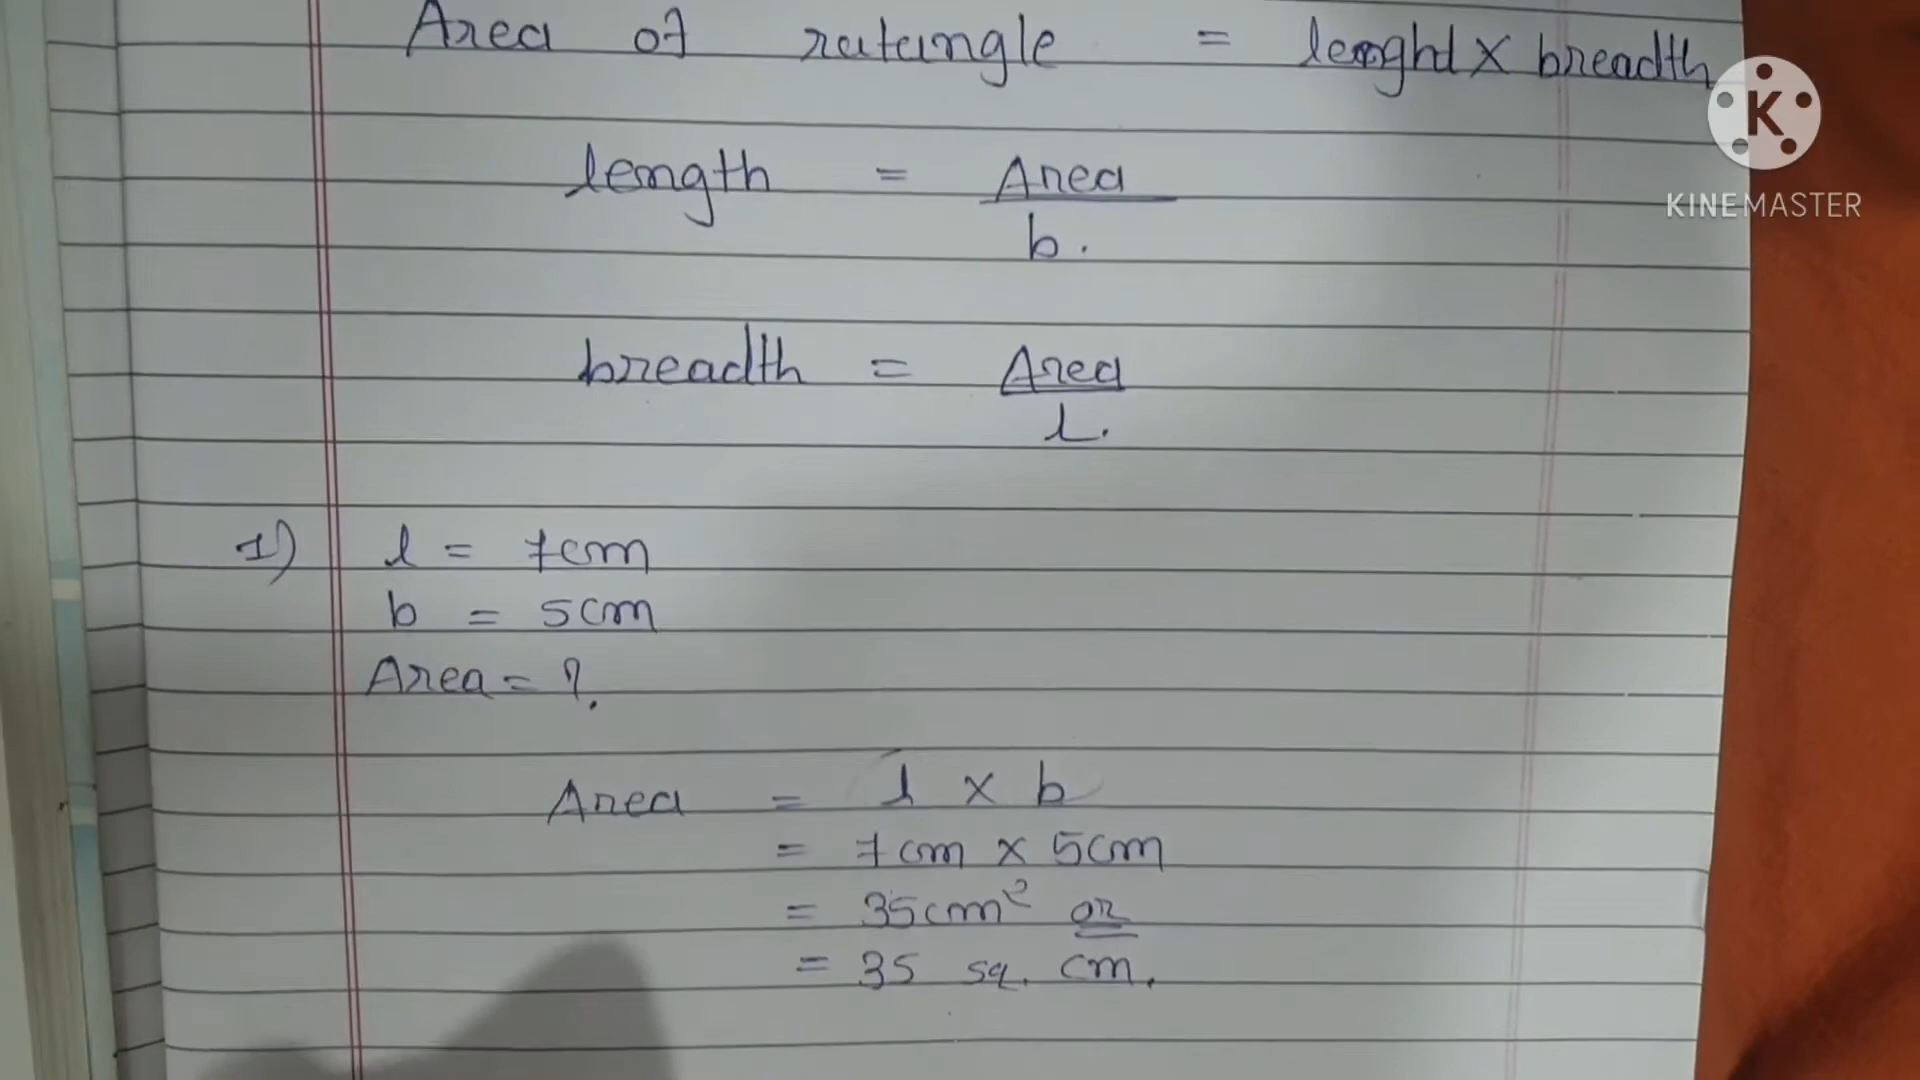 Area of ratangle = lenght x breadth
K
KINEMASTER
length = Area
b.
breadth = Area
l.
1) l = 7cm
b = 5cm
Area = ?
Area = l x b
= 7cm x 5cm
= 35cm² or
= 35 sq. cm.